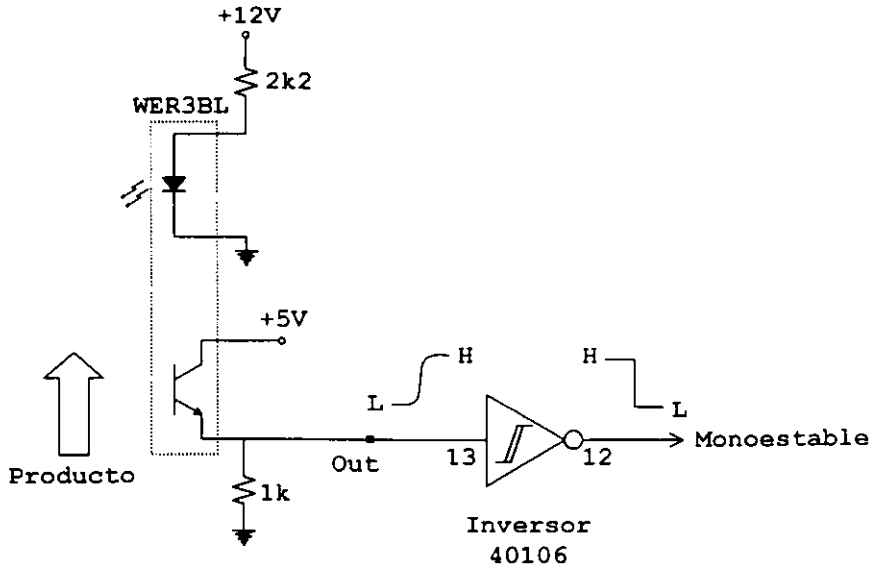 +12V
2k2
WER3BL
+5V
H
H
L
L
13
12
Monoestable
Out
Producto
1k
Inversor
40106